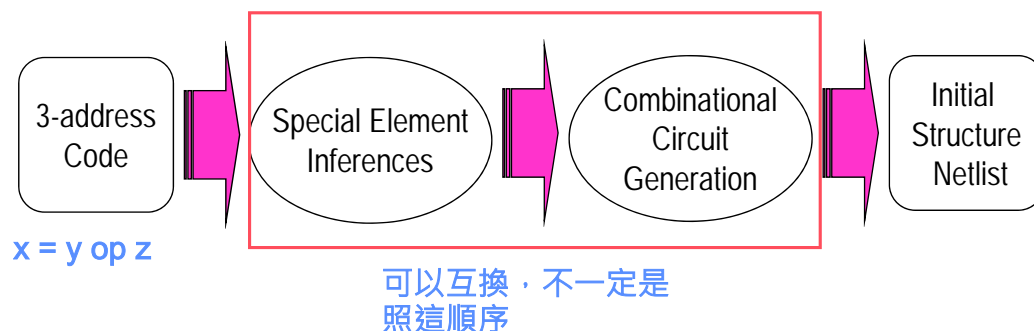 3-address
Code
Special Element
Inferences
Combinational
Circuit
Generation
Initial
Structure
Netlist
x = y op z
可以互換，不一定是
照這順序